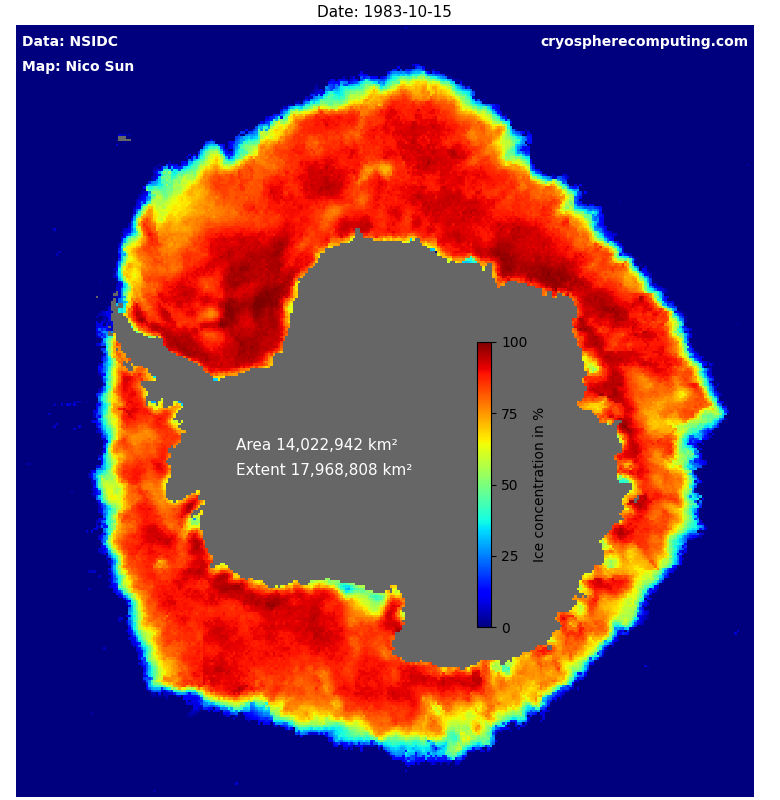 Date: 1983-10-15
Data: NSIDC
cryospherecomputing.com
Map: Nico Sun
100
75
50
25
0
Ice concentration in %
Area 14,022,942 km²
Extent 17,968,808 km²